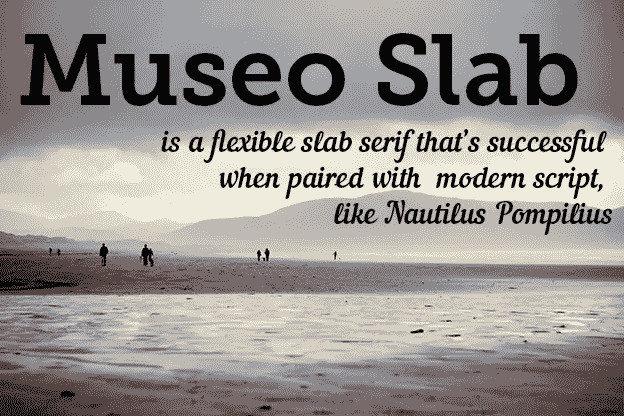 Museo Slab
is a flexible slab serif that's successful
when paired with modern script,
like Nautilus Pompilius